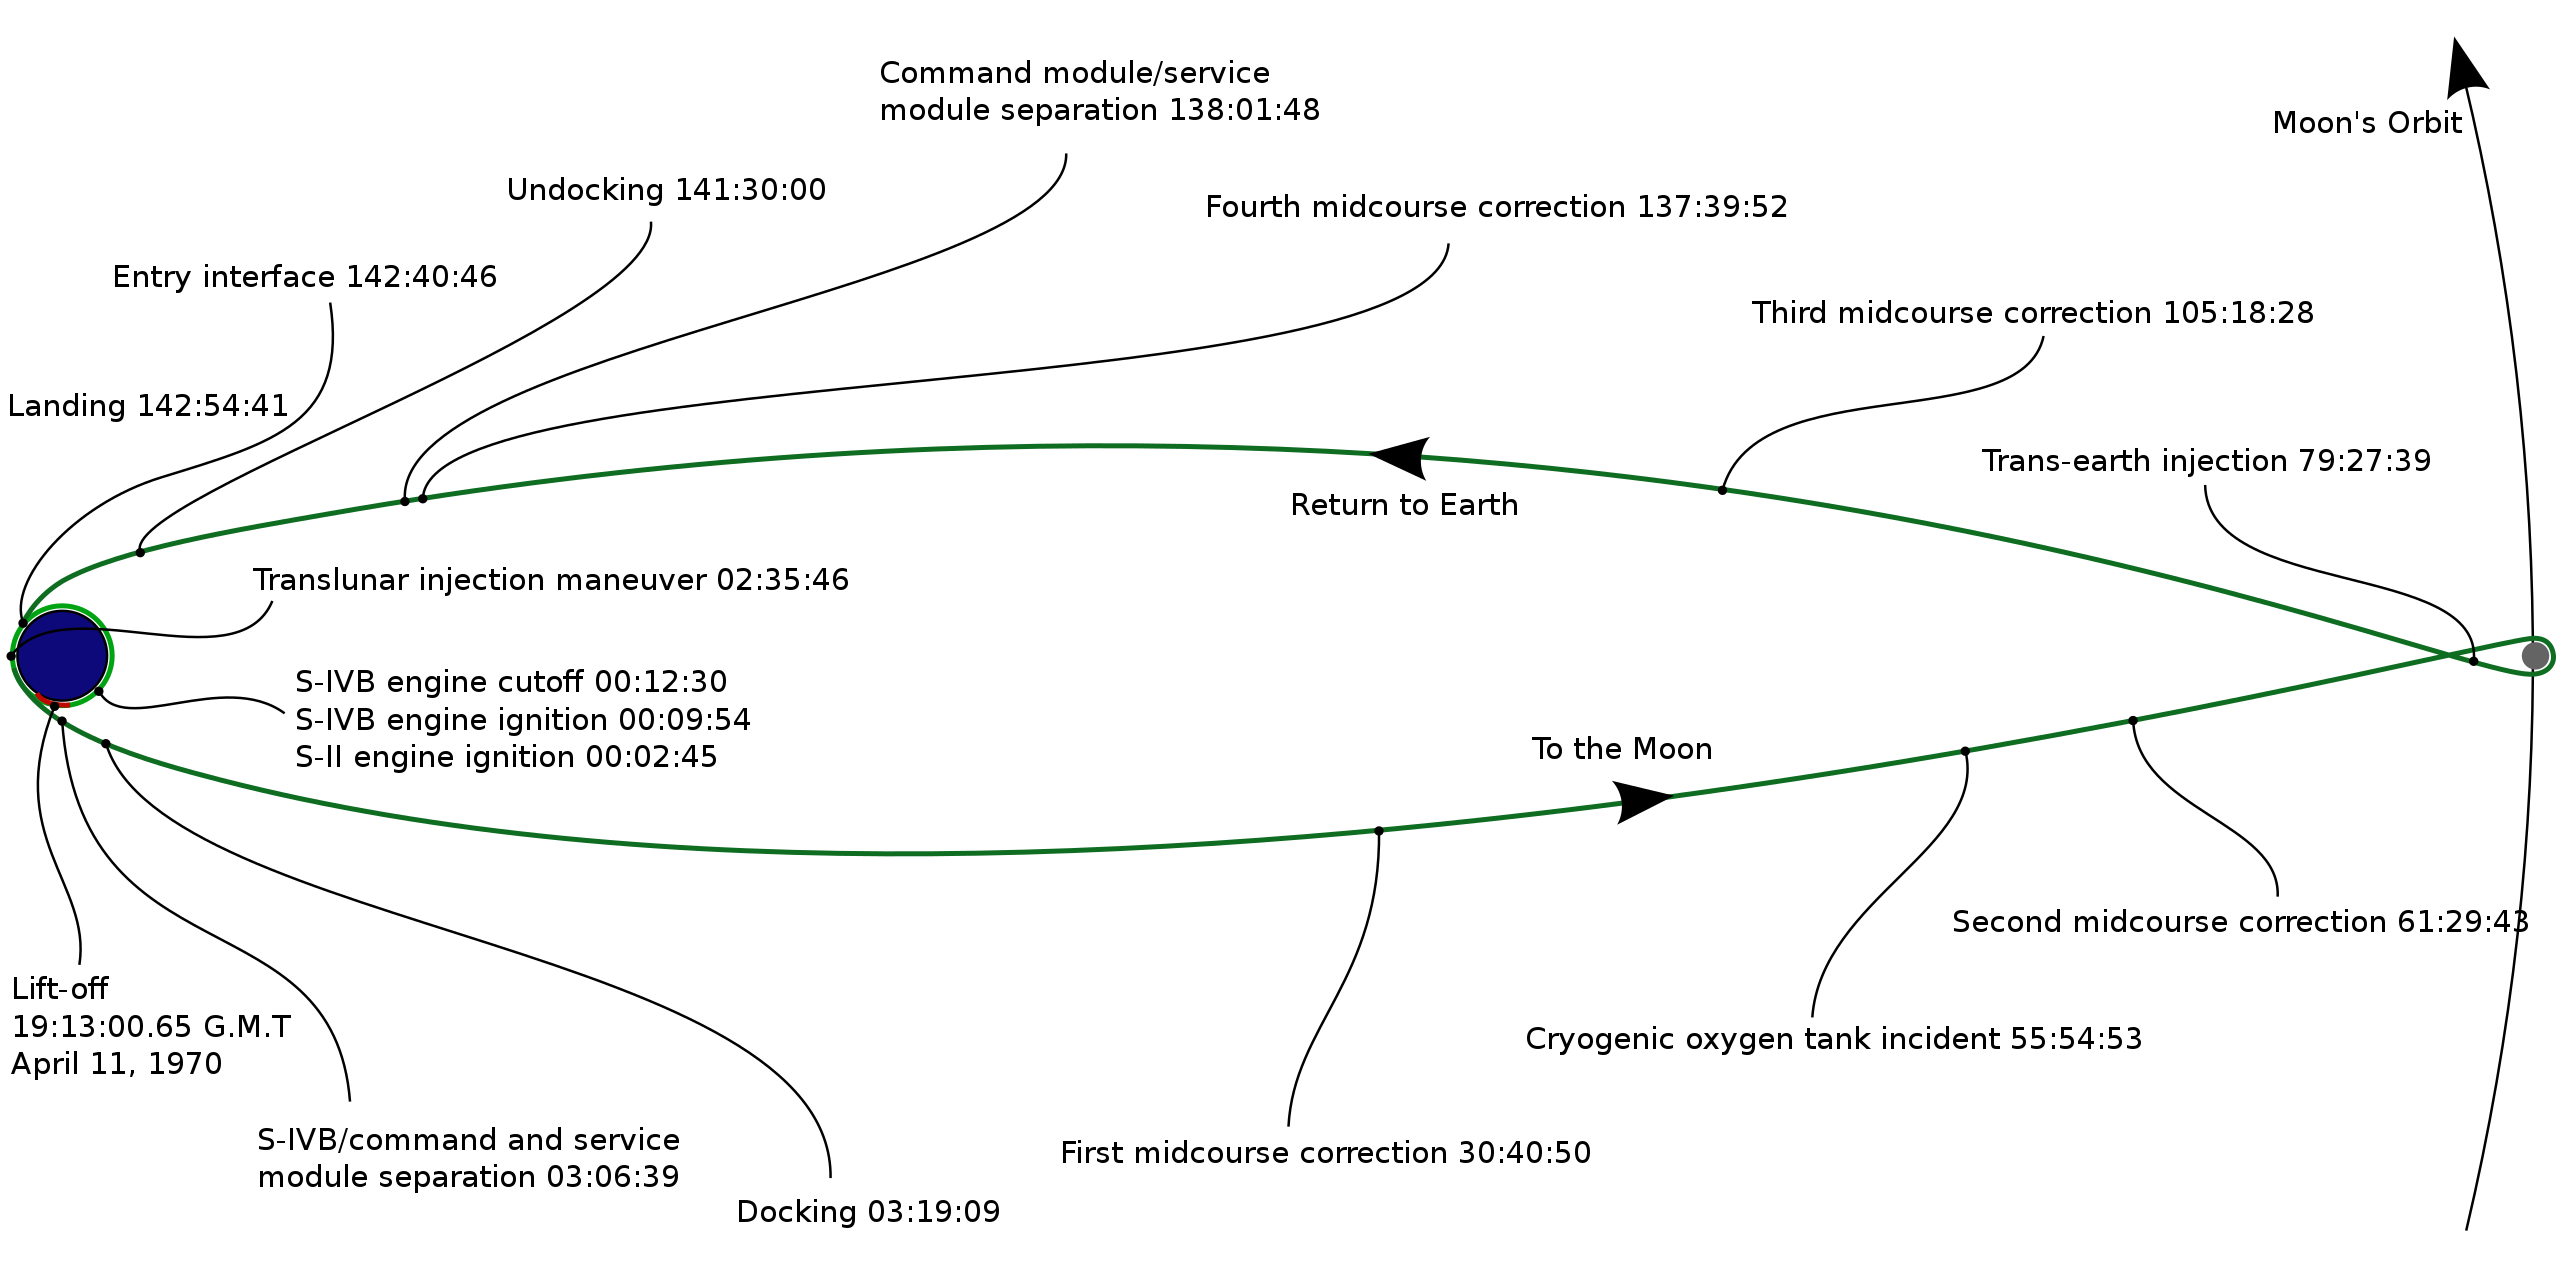 Command module/service
module separation 138:01:48
Moon's Orbit
Undocking 141:30:00
Fourth midcourse correction 137:39:52
Entry interface 142:40:46
Third midcourse correction 105:18:28
Landing 142:54:41
Trans-earth injection 79:27:39
Return to Earth
Translunar injection maneuver 02:35:46
S-IVB engine cutoff 00:12:30
S-IVB engine ignition 00:09:54
S-II engine ignition 00:02:45
To the Moon
Second midcourse correction 61:29:43
Lift-off
19:13:00.65 G.M.T
April 11, 1970
Cryogenic oxygen tank incident 55:54:53
S-IVB/command and service
module separation 03:06:39
First midcourse correction 30:40:50
Docking 03:19:09